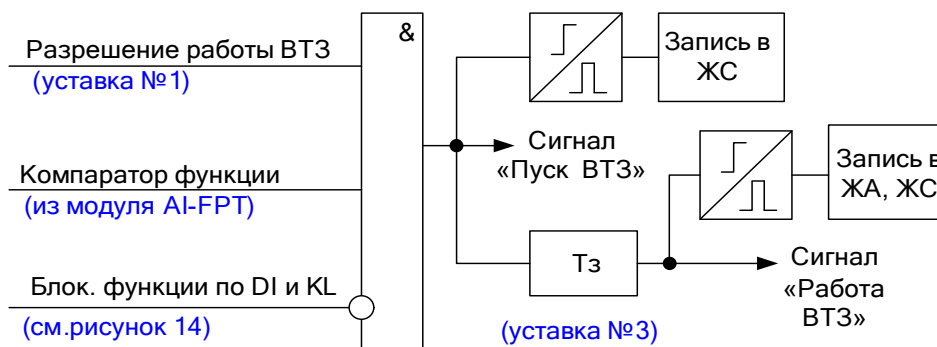 Разрешение работы ВТЗ
(уставка №1)
Компаратор функции
(из модуля AI-FPT)
Блок. функции по DI и KL
(см.рисунок 14)
&
Запись в
ЖС
Сигнал
«Пуск ВТЗ»
Запись в
ЖА, ЖС
Тз
(уставка №3)
Сигнал
«Работа
ВТЗ»